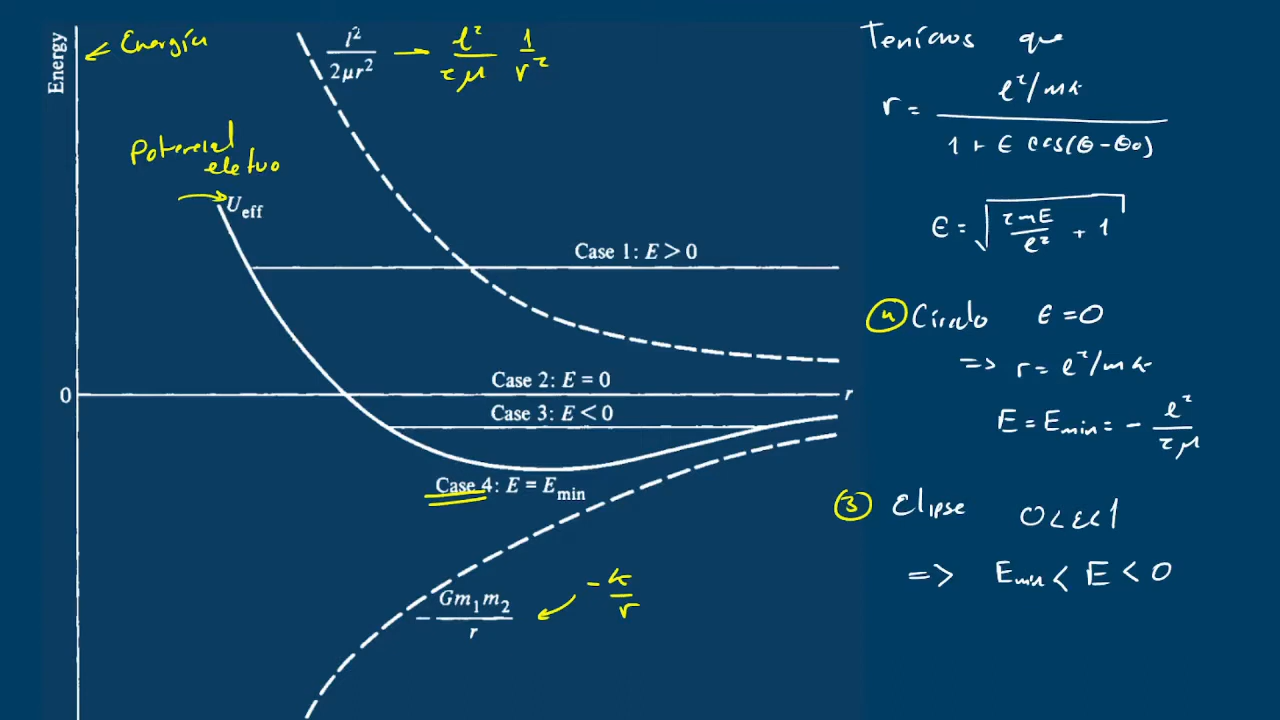 Energy
Energía
l²/2μr² → ℓ²/2μ 1/r²
Potencial
efetivo
U_eff
Case 1: E > 0
0
Case 2: E = 0
r
Case 3: E < 0
Case 4: E = E_min
- Gm₁m₂/r
- k/r
Teníamos que
r = ℓ²/mk / 1 + ε cos(θ - θ₀)
ε = √(2mE/ℓ² + 1)
④ Círculo ε = 0
=> r = ℓ²/mk
E = E_min = - ℓ²/2μ
③ Elipse 0 < ε < 1
=> E_min < E < 0